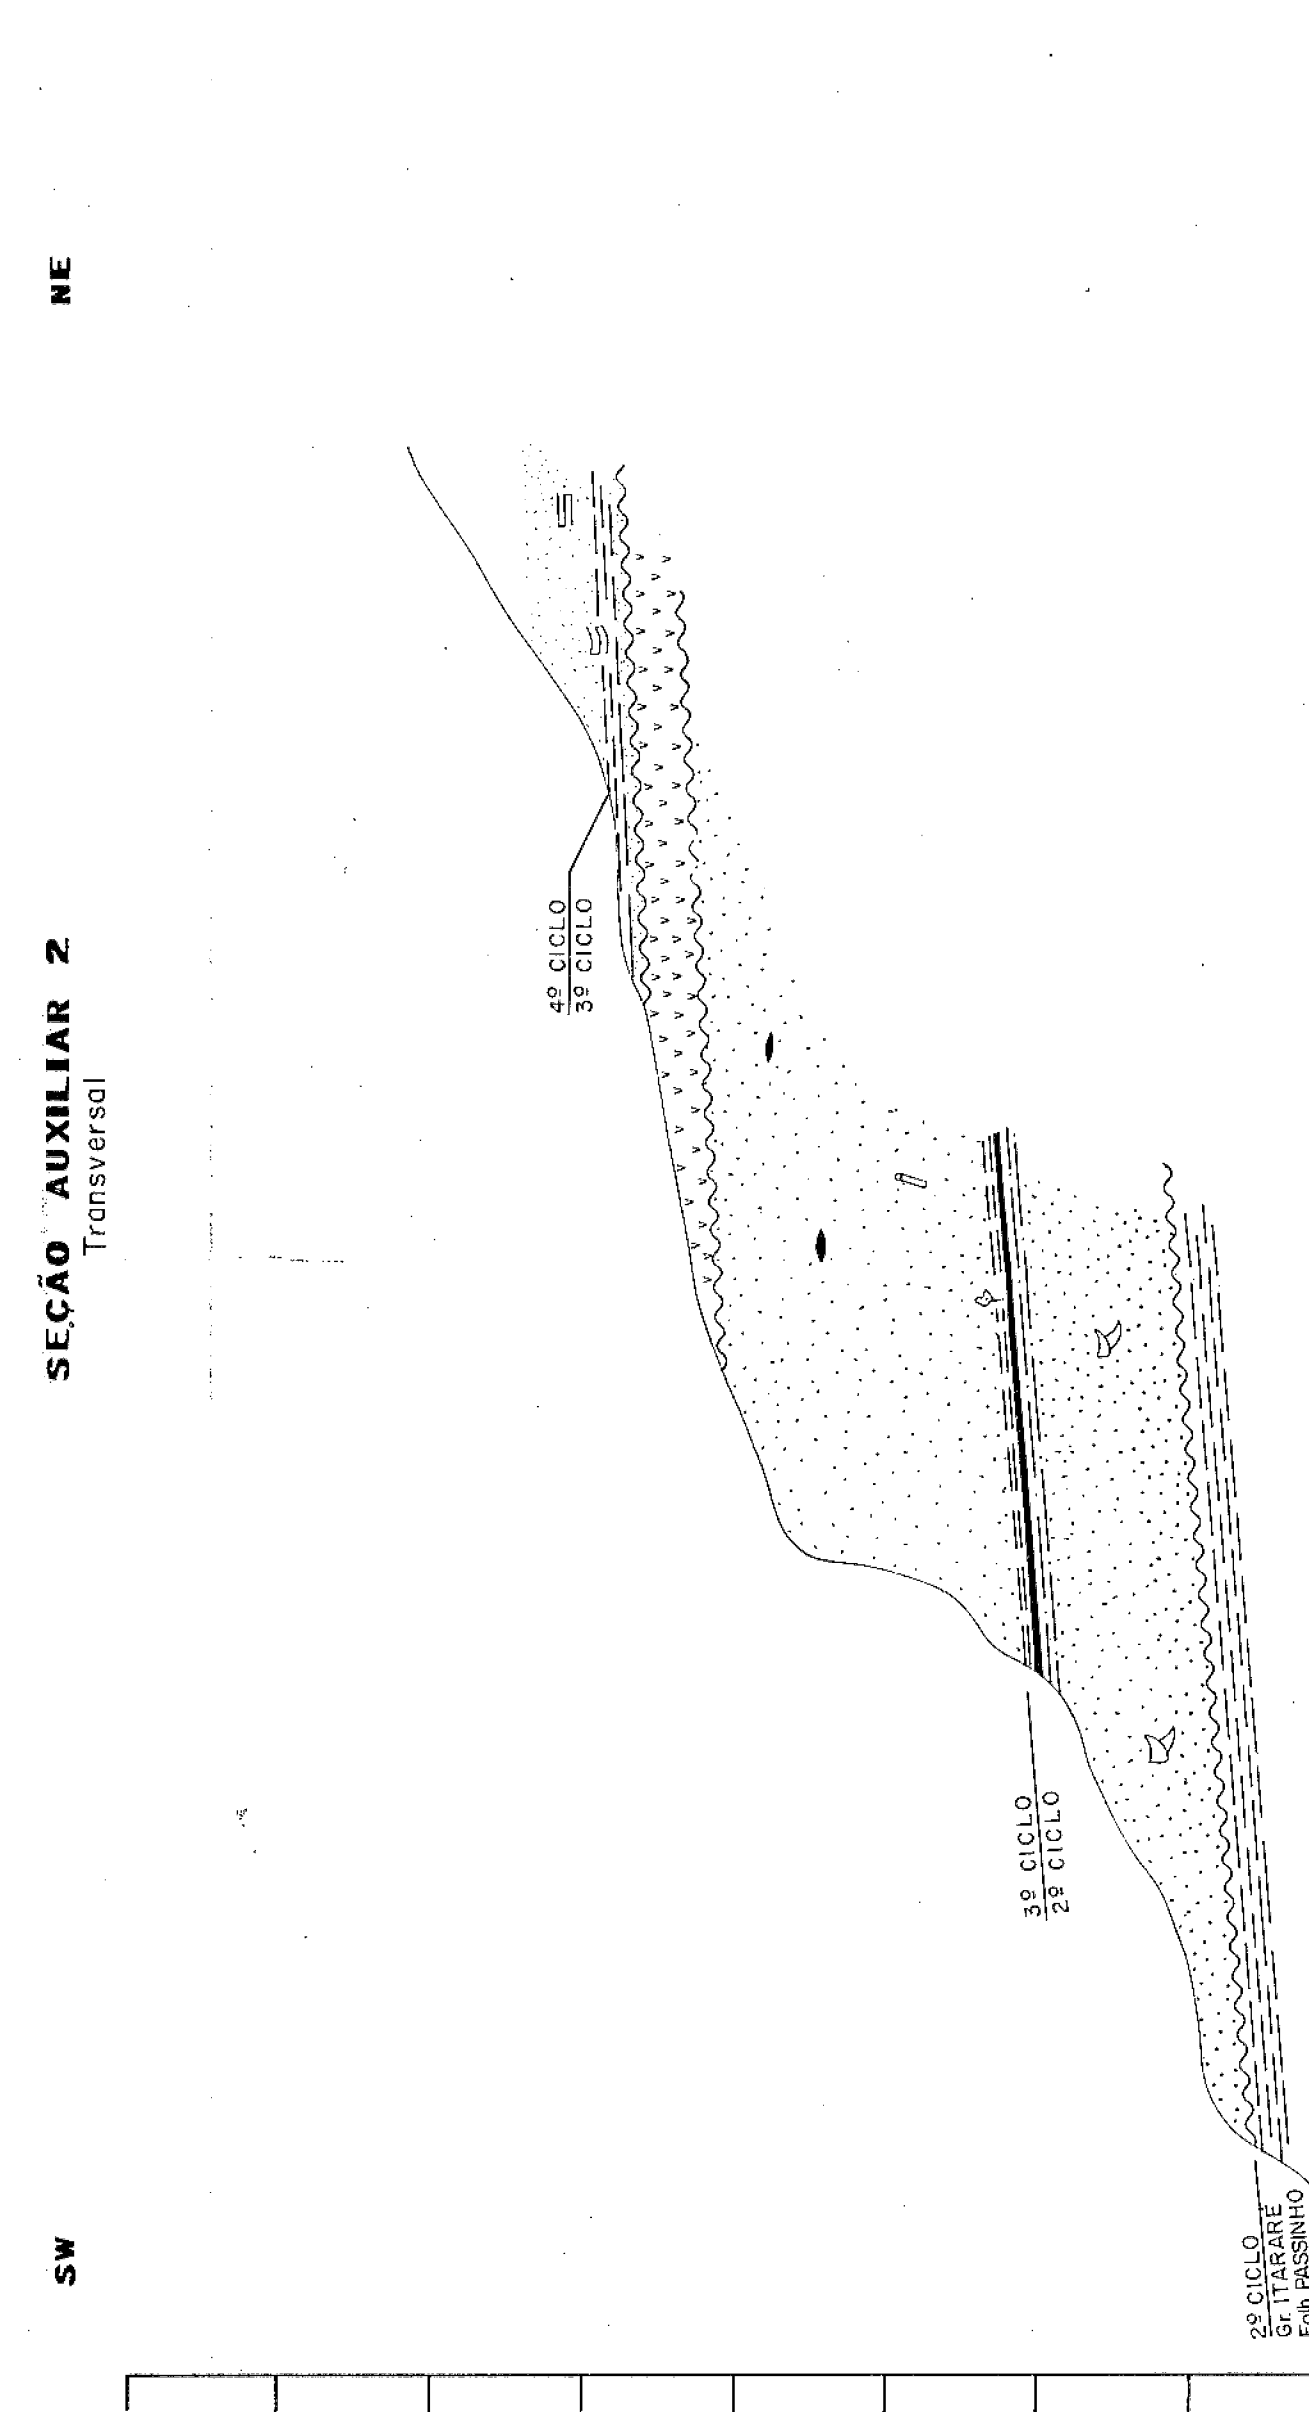 SEÇÃO AUXILIAR 2
Transversal
SW
NE
4º CICLO
3º CICLO
3º CICLO
2º CICLO
2º CICLO
Gr. ITARARÉ
Folh. PASSINHO